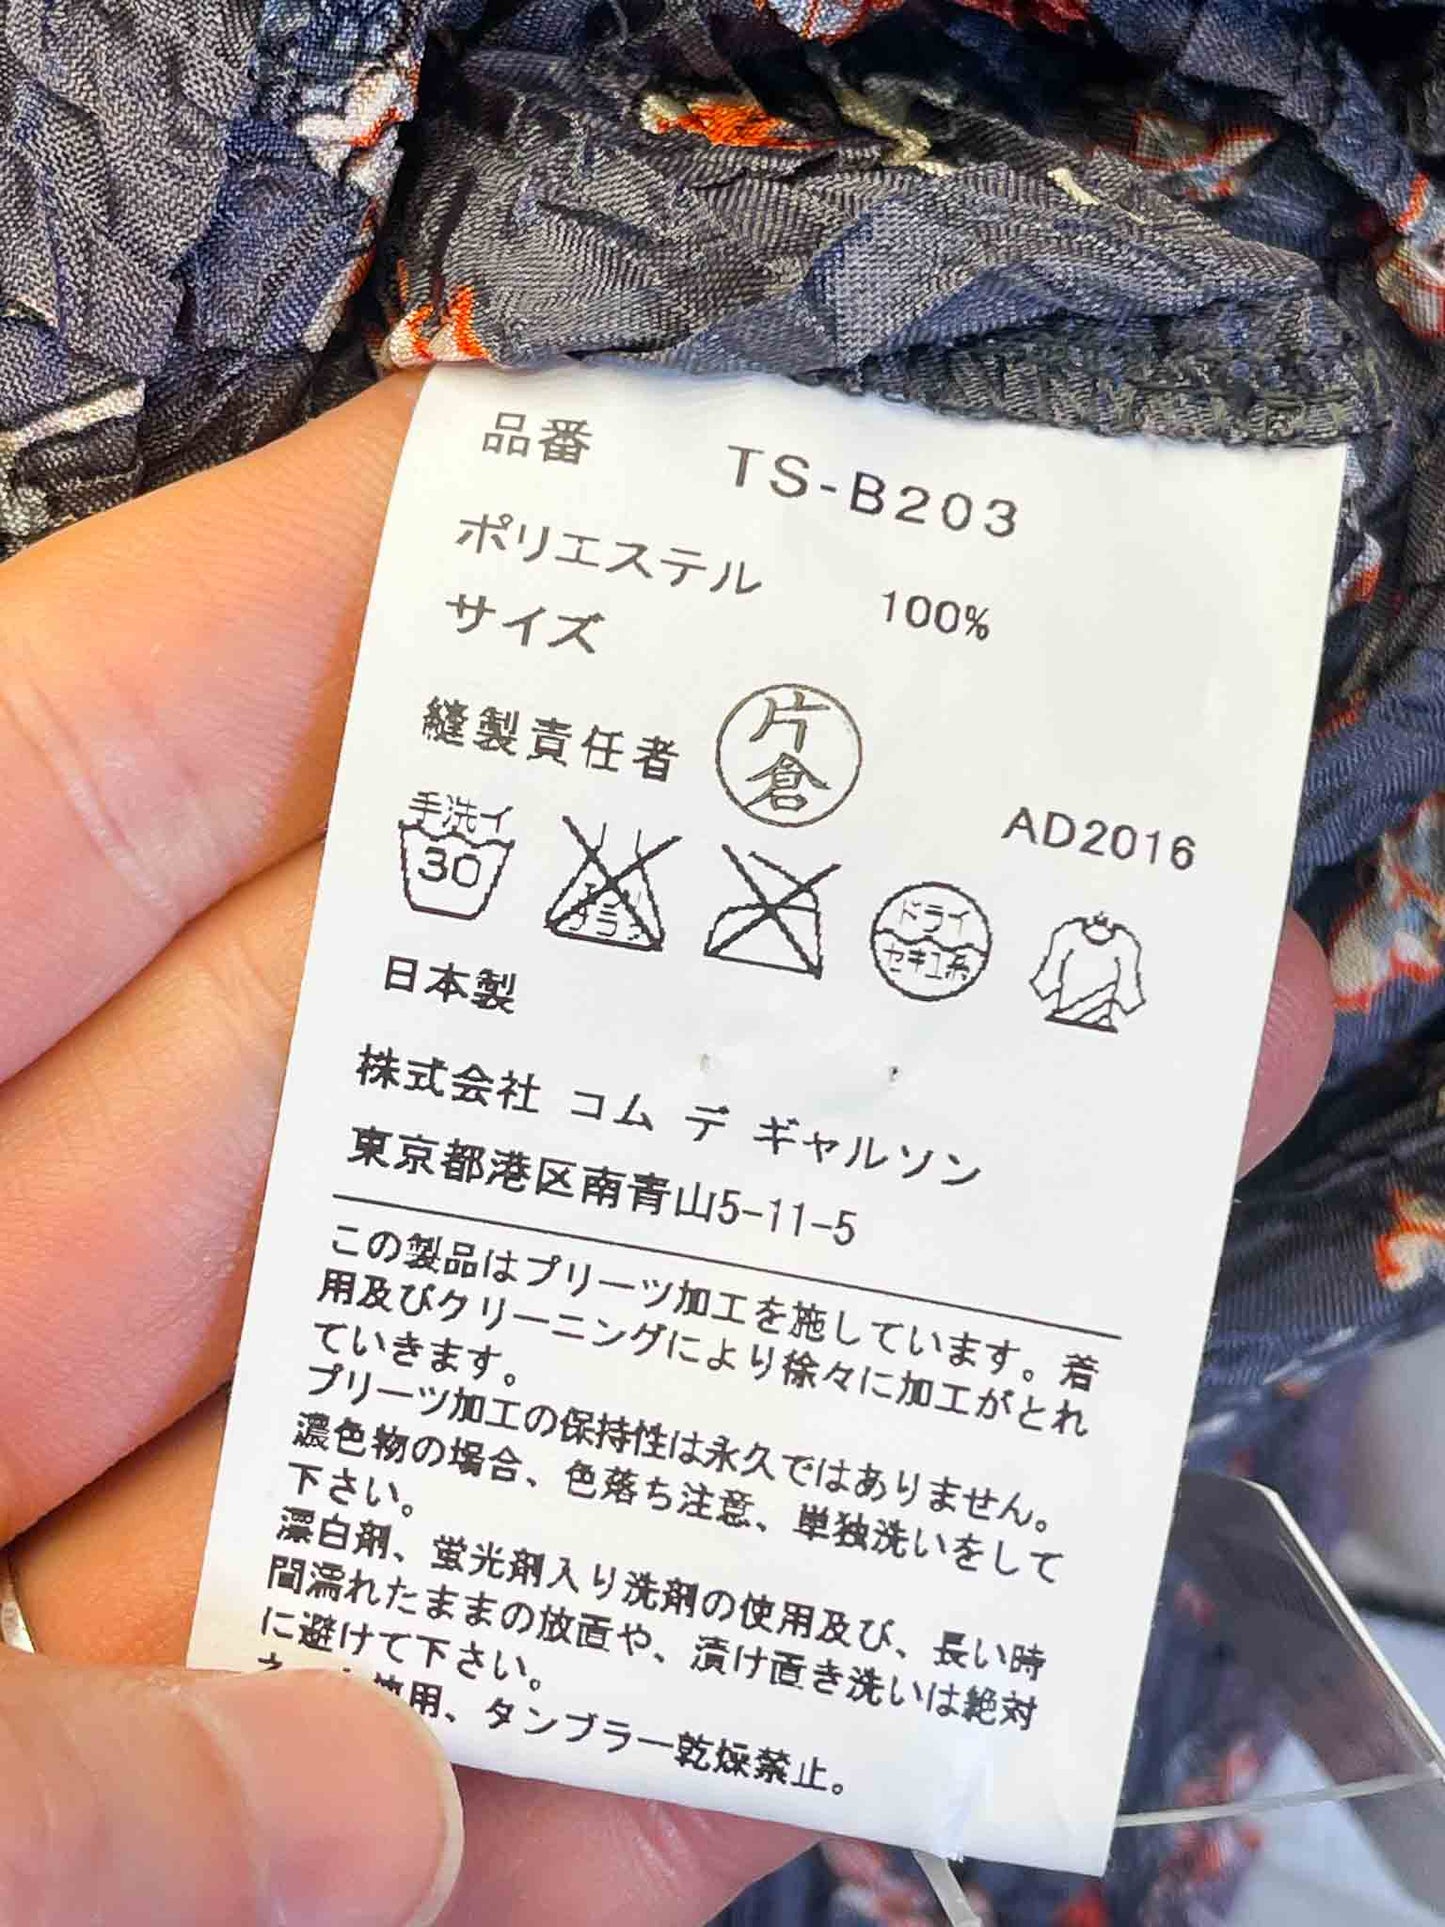 品番 TS-B203
ポリエステル 100%
サイズ
縫製責任者 片倉
AD2016
手洗イ
30
ドライ
セキユ系
日本製
株式会社 コム デ ギャルソン
東京都港区南青山5-11-5
この製品はプリーツ加工を施しています。着
用及びクリーニングにより徐々に加工がとれ
ていきます。
プリーツ加工の保持性は永久ではありません。
濃色物の場合、色落ち注意、単独洗いをして
下さい。
漂白剤、蛍光剤入り洗剤の使用及び、長い時
間濡れたままの放置や、漬け置き洗いは絶対
に避けて下さい。
使用、タンブラー乾燥禁止。